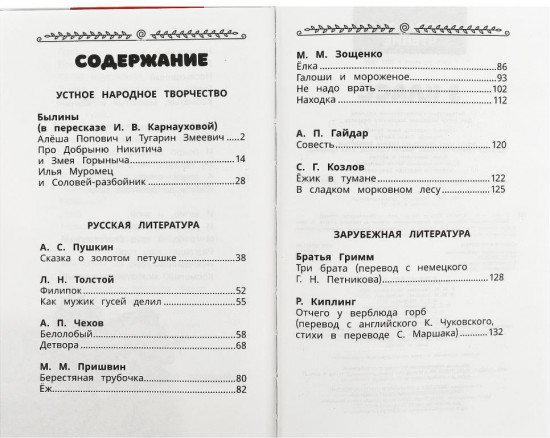 СОДЕРЖАНИЕ
УСТНОЕ НАРОДНОЕ ТВОРЧЕСТВО
Былины
(в пересказе И. В. Карнауховой)
Алёша Попович и Тугарин Змеевич.....2
Про Добрыню Никитича
и Змея Горыныча.....14
Илья Муромец
и Соловей-разбойник.....28
РУССКАЯ ЛИТЕРАТУРА
А. С. Пушкин
Сказка о золотом петушке.....38
Л. Н. Толстой
Филипок.....52
Как мужик гусей делил.....55
А. П. Чехов
Белолобый.....58
Детвора.....68
М. М. Пришвин
Берестяная трубочка.....80
Ёж.....82
М. М. Зощенко
Ёлка.....86
Галоши и мороженое.....93
Не надо врать.....102
Находка.....112
А. П. Гайдар
Совесть.....120
С. Г. Козлов
Ёжик в тумане.....122
В сладком морковном лесу.....125
ЗАРУБЕЖНАЯ ЛИТЕРАТУРА
Братья Гримм
Три брата (перевод с немецкого
Г. Н. Петникова).....128
Р. Киплинг
Отчего у верблюда горб
(перевод с английского К. Чуковского,
стихи в переводе С. Маршака).....132